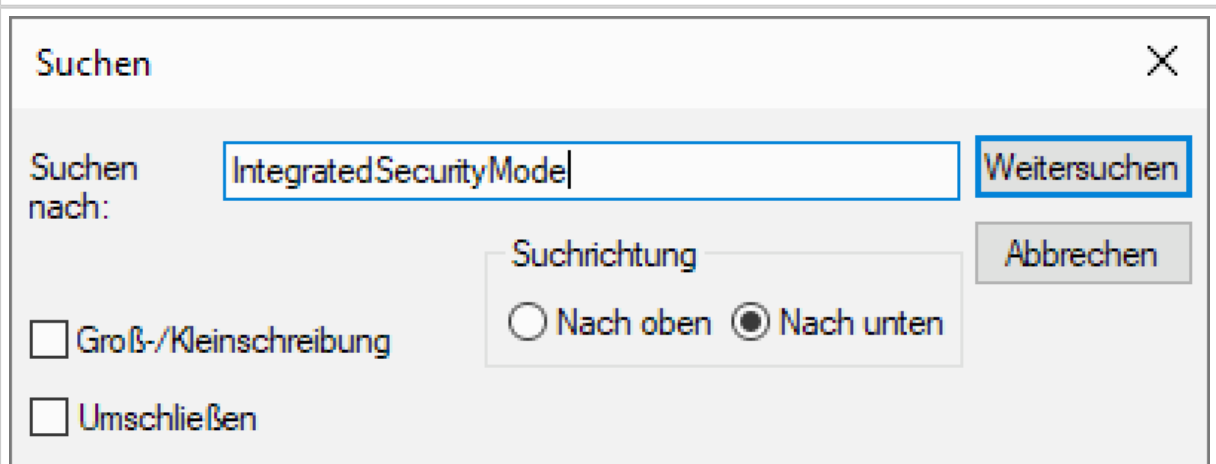 Suchen
Suchen
nach:
IntegratedSecurityMode
Weitersuchen
Abbrechen
Suchrichtung
Nach oben Nach unten
Groß-/Kleinschreibung
Umschließen